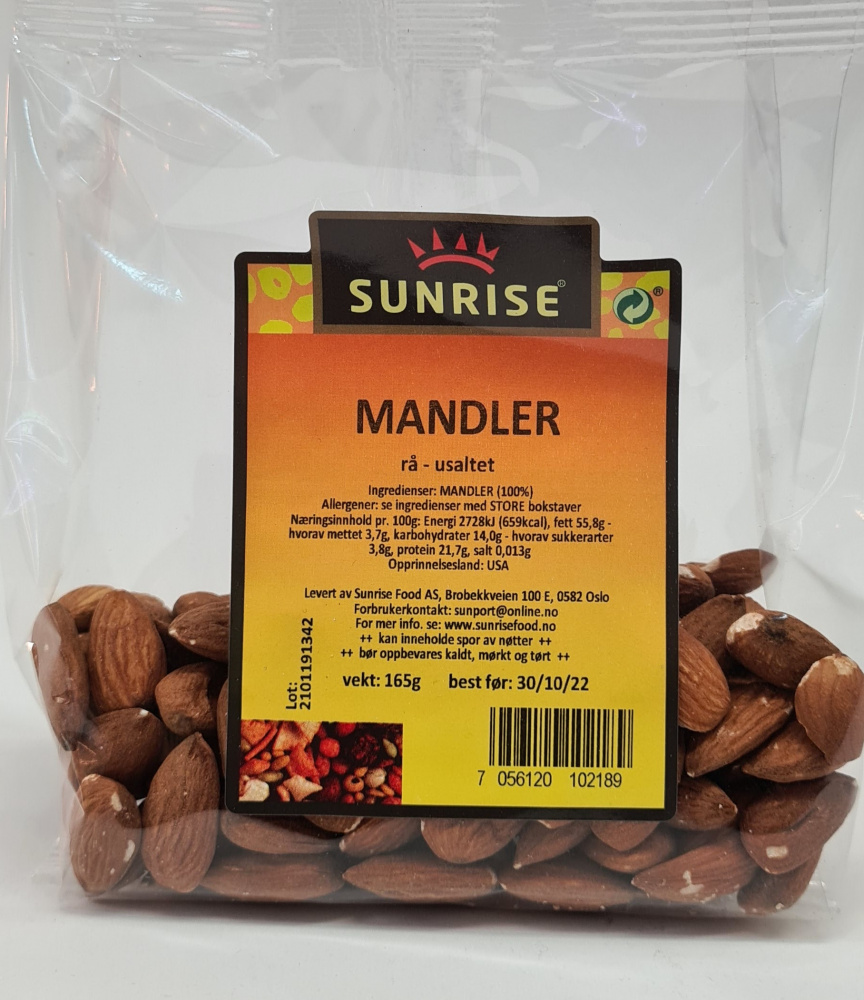 SUNRISE®
®
MANDLER
rå - usaltet
Ingredienser: MANDLER (100%)
Allergener: se ingredienser med STORE bokstaver
Næringsinnhold pr. 100g: Energi 2728kJ (659kcal), fett 55,8g -
hvorav mettet 3,7g, karbohydrater 14,0g - hvorav sukkerarter
3,8g, protein 21,7g, salt 0,013g
Opprinnelsesland: USA
Levert av Sunrise Food AS, Brobekkveien 100 E, 0582 Oslo
Forbrukerkontakt: sunport@online.no
For mer info. se: www.sunrisefood.no
++ kan inneholde spor av nøtter ++
++ bør oppbevares kaldt, mørkt og tørt ++
Lot:
2101191342
vekt: 165g best før: 30/10/22
7 056120 102189